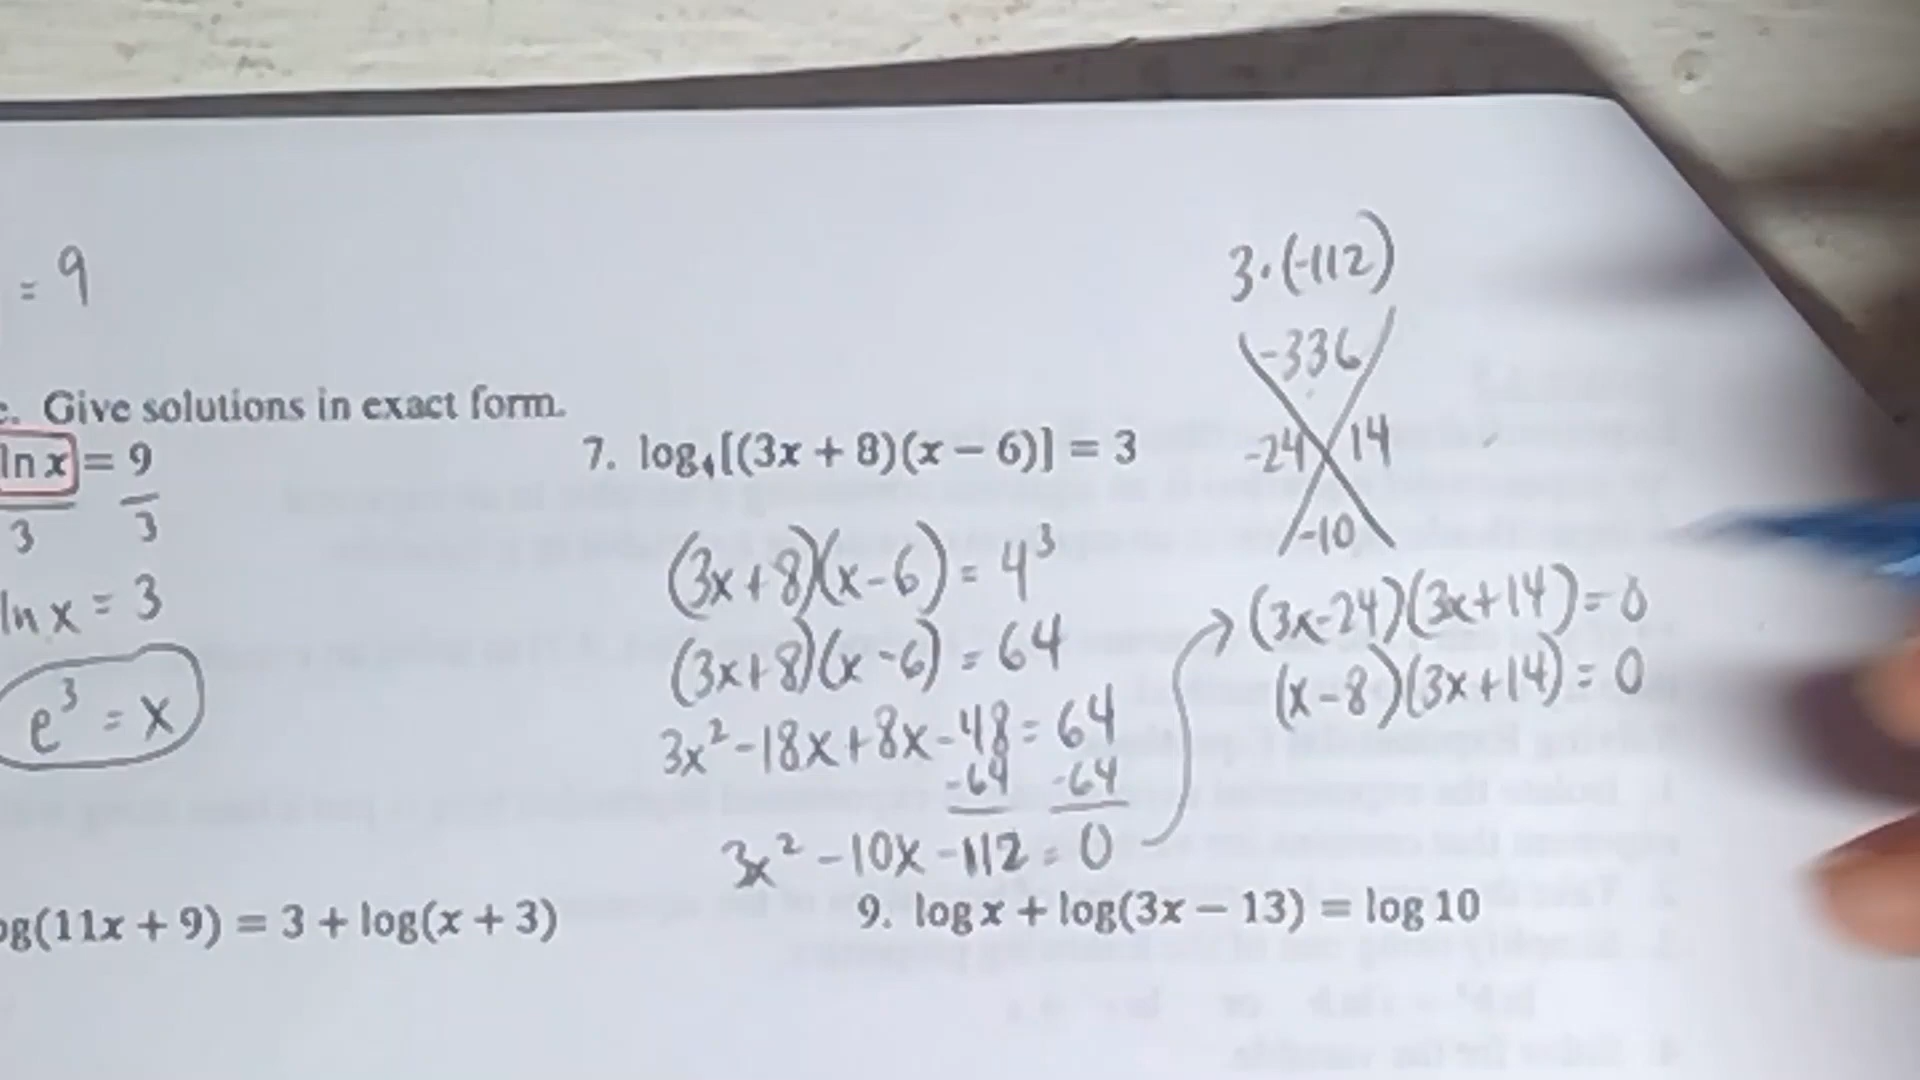 = 9
Give solutions in exact form.
ln x = 9
3 3
ln x = 3
e³ = x
7. log₄[(3x + 8)(x − 6)] = 3
(3x+8)(x-6) = 4³
(3x+8)(x-6) = 64
3x²-18x+8x-48 = 64
-64 -64
3x² -10x -112 = 0
3·(-112)
-336
-24 14
-10
(3x-24)(3x+14) = 0
(x-8)(3x+14) = 0
(11x + 9) = 3 + log(x + 3)
9. log x + log(3x − 13) = log 10